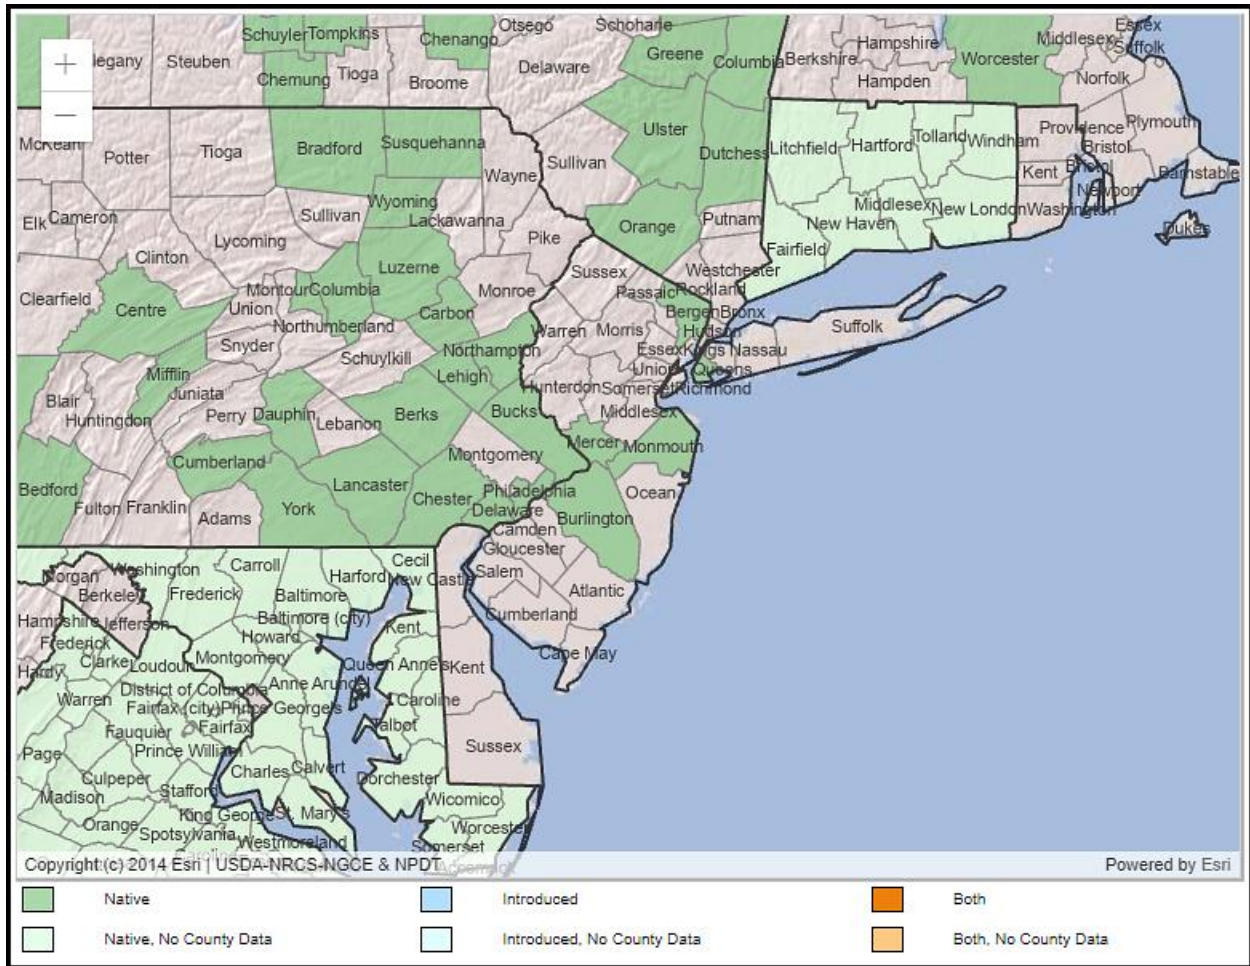 Schuyler Tompkins Chenango Otsego Schoharie Essex
+ legany Steuben Chemung Tioga Broome Delaware Greene Columbia Berkshire Hampshire Hampden Worcester Middlesex Suffolk Norfolk
−
McKean Potter Tioga Bradford Susquehanna Wayne Sullivan Ulster Dutchess Litchfield Hartford Tolland Windham Providence Plymouth Bristol
Kent Bristol Barnstable Newport
Elk Cameron Sullivan Wyoming Lackawanna Orange Putnam New Haven Middlesex New London Washington Dukes
Lycoming Pike Fairfield
Clinton Luzerne Sussex Westchester
Clearfield Centre Montour Columbia Union Monroe Passaic Rockland
Northumberland Carbon Bergen Bronx
Snyder Schuylkill Northampton Warren Morris Hudson Suffolk
Essex Kings Nassau
Mifflin Juniata Lehigh Union Queens
Blair Huntingdon Perry Dauphin Lebanon Berks Bucks Hunterdon Somerset Richmond
Middlesex
Cumberland Montgomery Mercer Monmouth
Bedford Fulton Franklin Adams York Lancaster Chester Philadelphia Delaware Burlington Ocean
Camden
Gloucester
Morgan Washington Carroll Cecil Harford New Castle Salem
Berkeley Frederick Baltimore Atlantic
Hampshire Jefferson Baltimore (city) Cumberland
Frederick Howard Kent
Hardy Clarke Loudoun Montgomery Queen Anne's Kent Cape May
Warren District of Columbia Anne Arundel Caroline
Fairfax (city) Prince George's
Fauquier Fairfax Talbot
Page Prince William Sussex
Culpeper Charles Calvert Dorchester
Madison Stafford Wicomico
Orange King George St. Mary's
Spotsylvania Worcester
Westmoreland Somerset
Caroline
Accomack
Copyright (c) 2014 Esri | USDA-NRCS-NGCE & NPDT Powered by Esri
Native Introduced Both
Native, No County Data Introduced, No County Data Both, No County Data